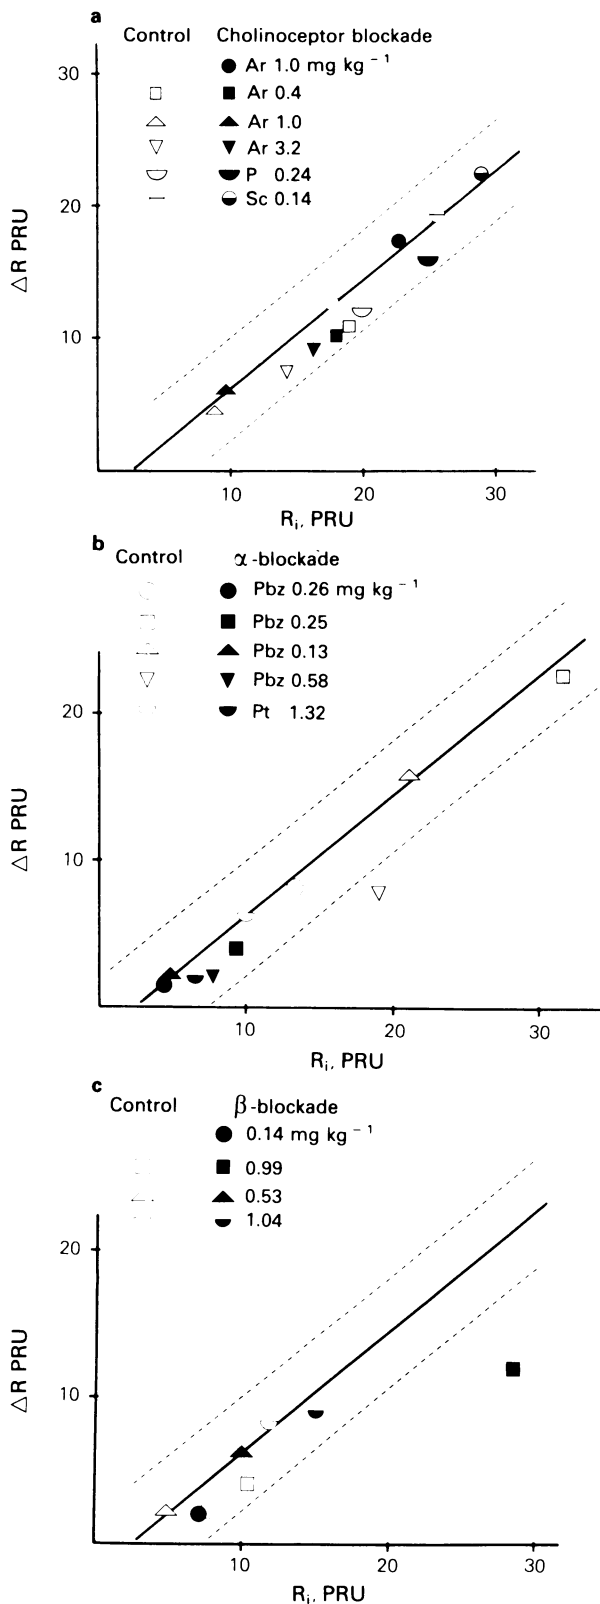 a
Control Cholinoceptor blockade
Ar 1.0 mg kg⁻¹
Ar 0.4
Ar 1.0
Ar 3.2
P 0.24
Sc 0.14
30
20
10
△R PRU
10 20 30
Ri, PRU
b
Control α-blockade
Pbz 0.26 mg kg⁻¹
Pbz 0.25
Pbz 0.13
Pbz 0.58
Pt 1.32
20
10
△R PRU
10 20 30
Ri, PRU
c
Control β-blockade
0.14 mg kg⁻¹
0.99
0.53
1.04
20
10
△R PRU
10 20 30
Ri, PRU